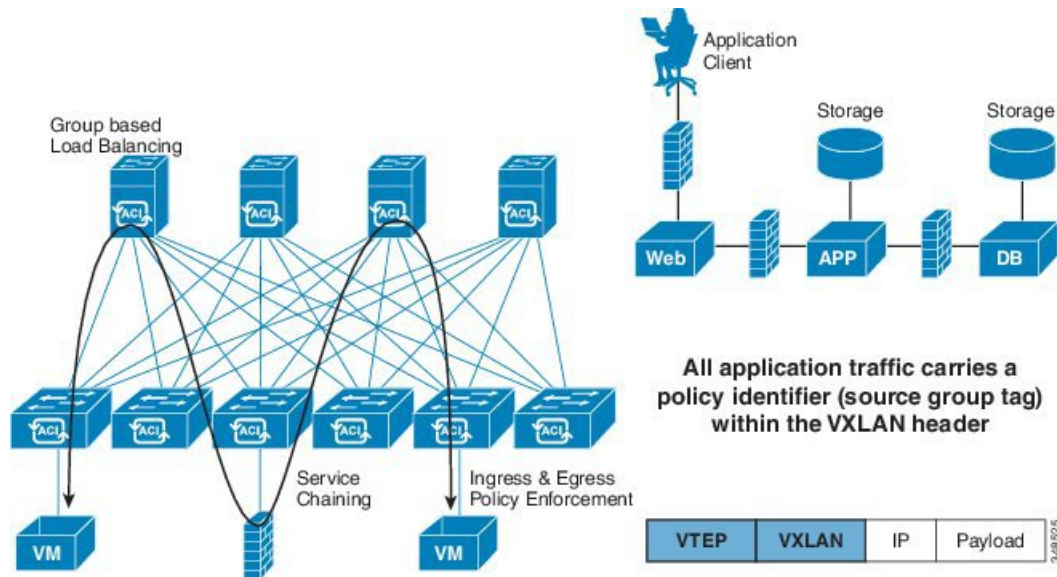 Application
Client
Group based
Load Balancing
Storage
Storage
ACI
ACI
ACI
ACI
Web
APP
DB
All application traffic carries a
policy identifier (source group tag)
within the VXLAN header
ACI
ACI
ACI
ACI
ACI
ACI
Service
Chaining
Ingress & Egress
Policy Enforcement
VM
VM
VTEP
VXLAN
IP
Payload
348525